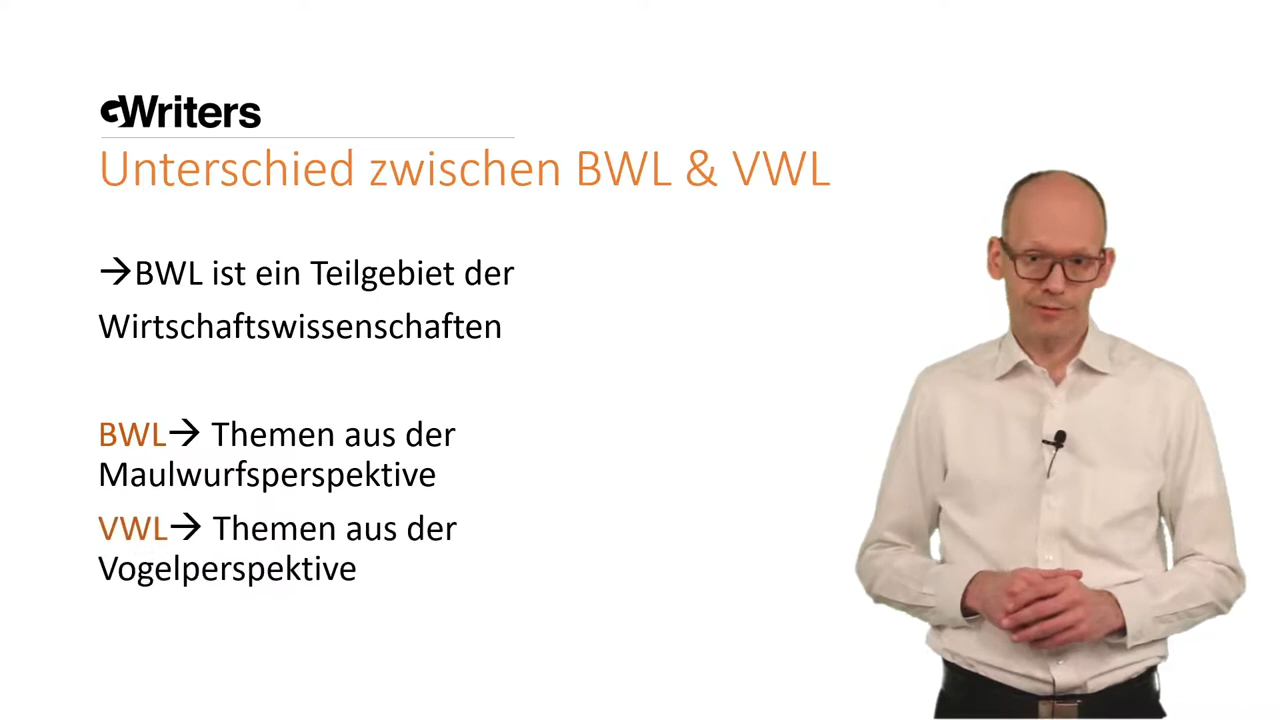 GWriters
Unterschied zwischen BWL & VWL
→BWL ist ein Teilgebiet der
Wirtschaftswissenschaften
BWL→ Themen aus der
Maulwurfsperspektive
VWL→ Themen aus der
Vogelperspektive